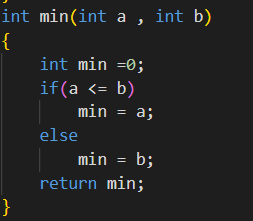 }
int min(int a , int b)
{
    int min =0;
    if(a <= b)
        min = a;
    else
        min = b;
    return min;
}